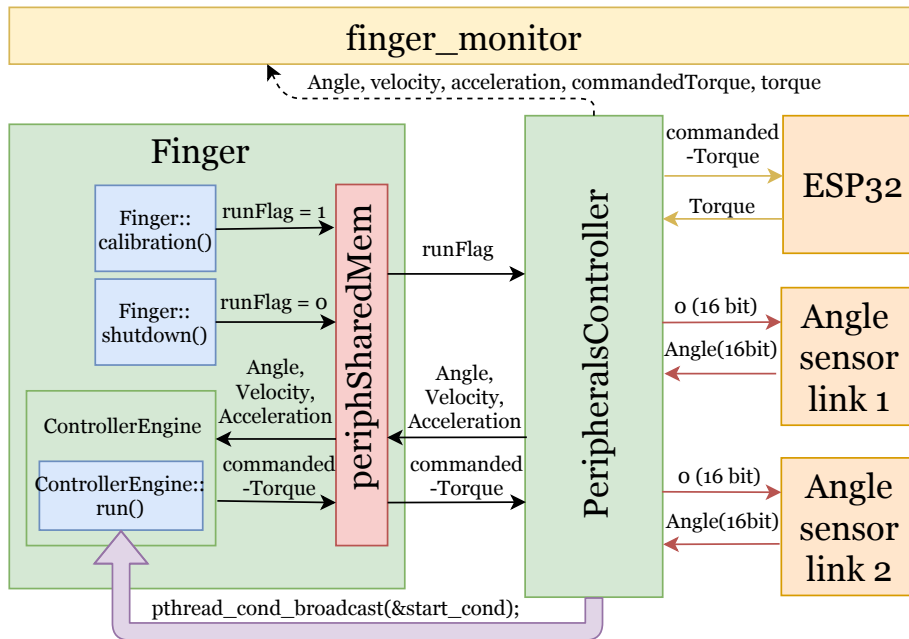 finger_monitor
Angle, velocity, acceleration, commandedTorque, torque
Finger
Finger::
calibration()
runFlag = 1
Finger::
shutdown()
runFlag = 0
periphSharedMem
runFlag
Angle,
Velocity,
Acceleration
ControllerEngine
ControllerEngine::
run()
commanded
-Torque
Angle,
Velocity,
Acceleration
commanded
-Torque
PeripheralsController
commanded
-Torque
Torque
ESP32
0 (16 bit)
Angle(16bit)
Angle
sensor
link 1
0 (16 bit)
Angle(16bit)
Angle
sensor
link 2
pthread_cond_broadcast(&start_cond);